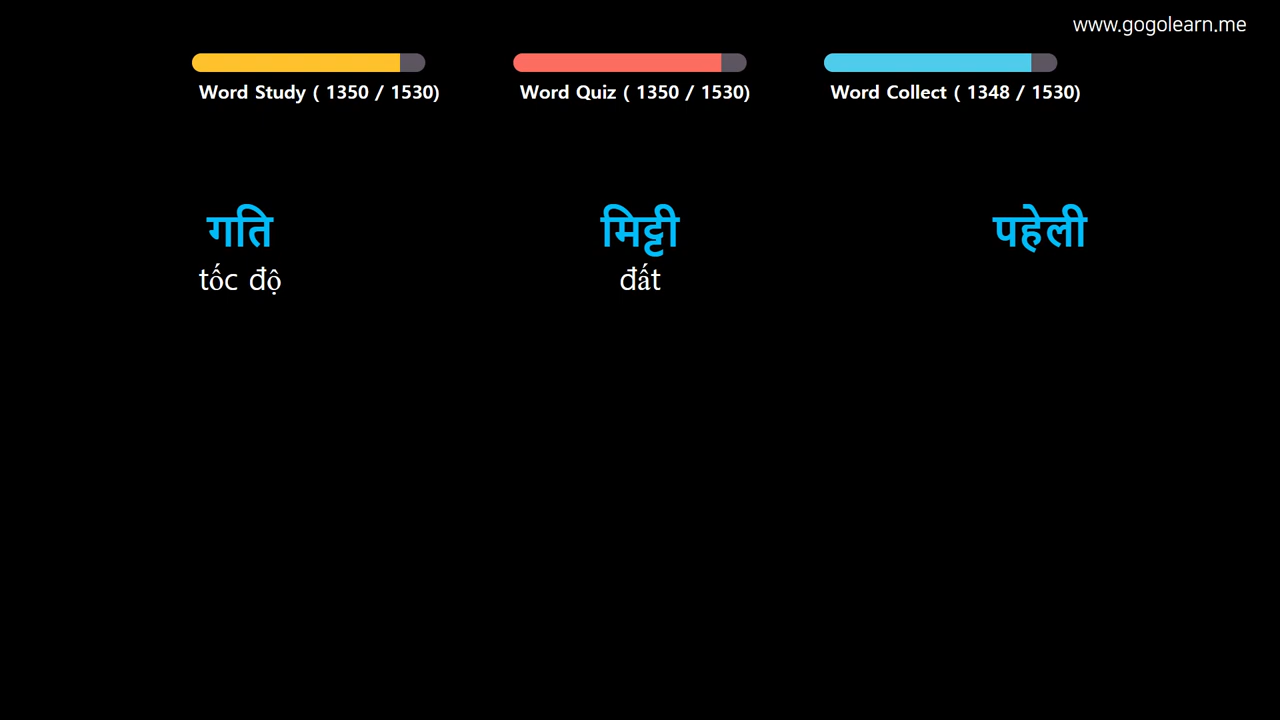 www.gogolearn.me
Word Study ( 1350 / 1530)
Word Quiz ( 1350 / 1530)
Word Collect ( 1348 / 1530)
गति
मिट्टी
पहेली
tốc độ
đất